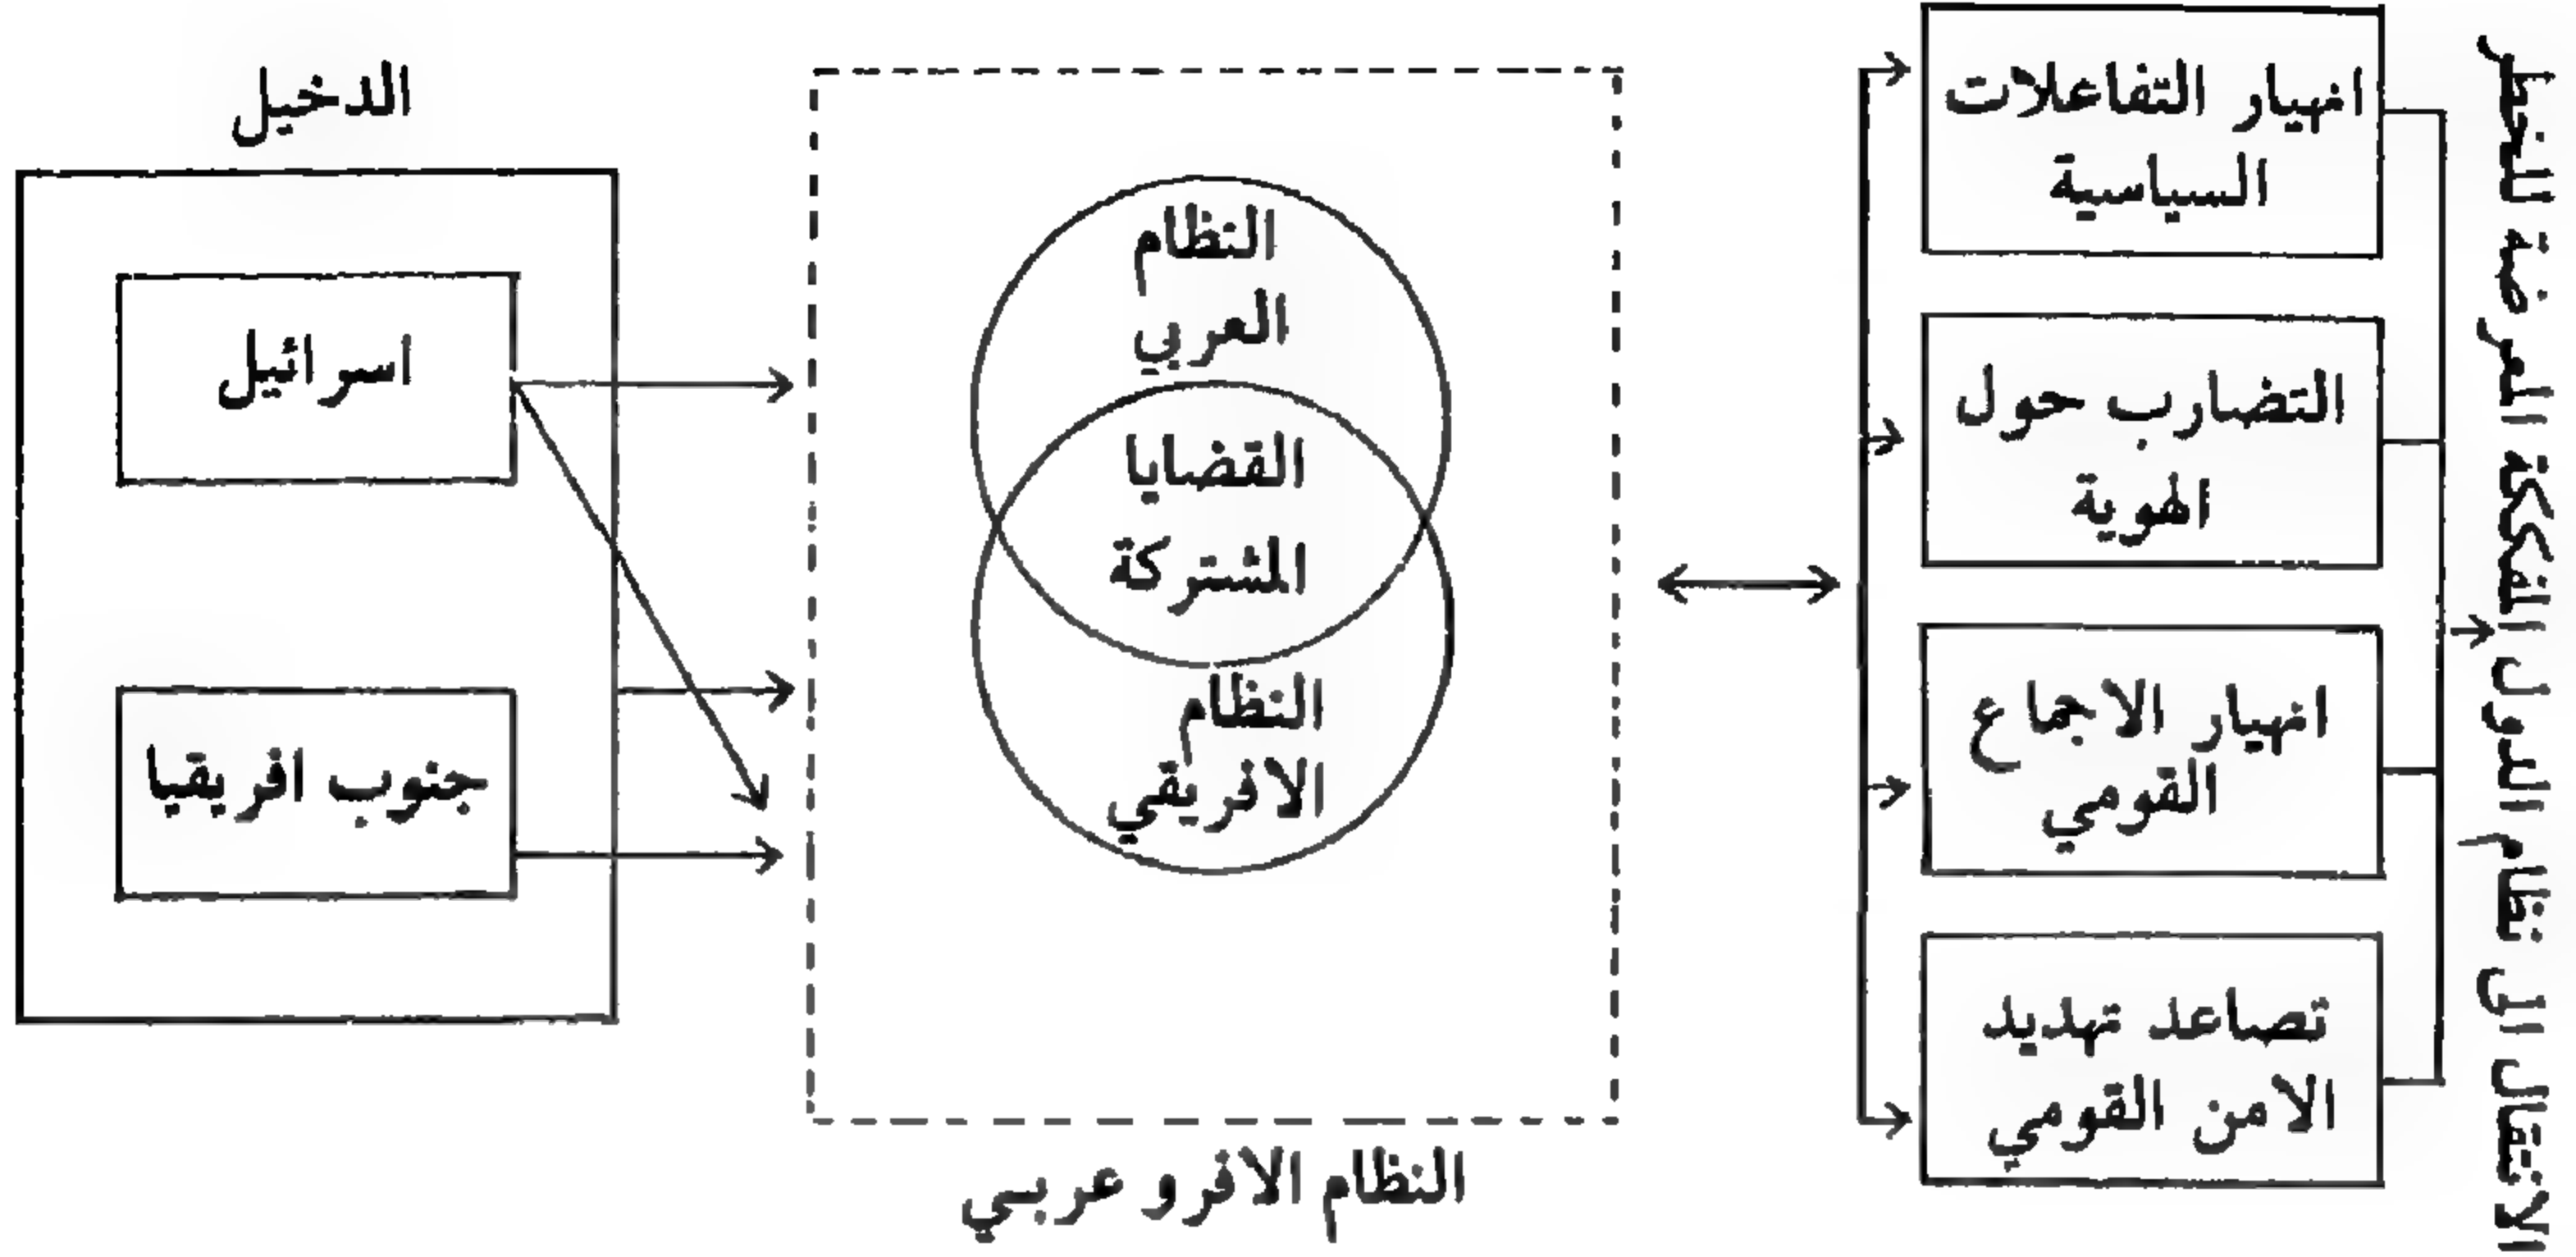 الدخيل
اسرائيل
جنوب افريقيا
النظام
العربي
القضايا
المشتركة
النظام
الافريقي
النظام الافرو عربي
انهيار التفاعلات
السياسية
التضارب حول
الهوية
انهيار الاجماع
القومي
تصاعد تهديد
الامن القومي
الانتقال الى نظام الدول المفككة المعرضة للخطر